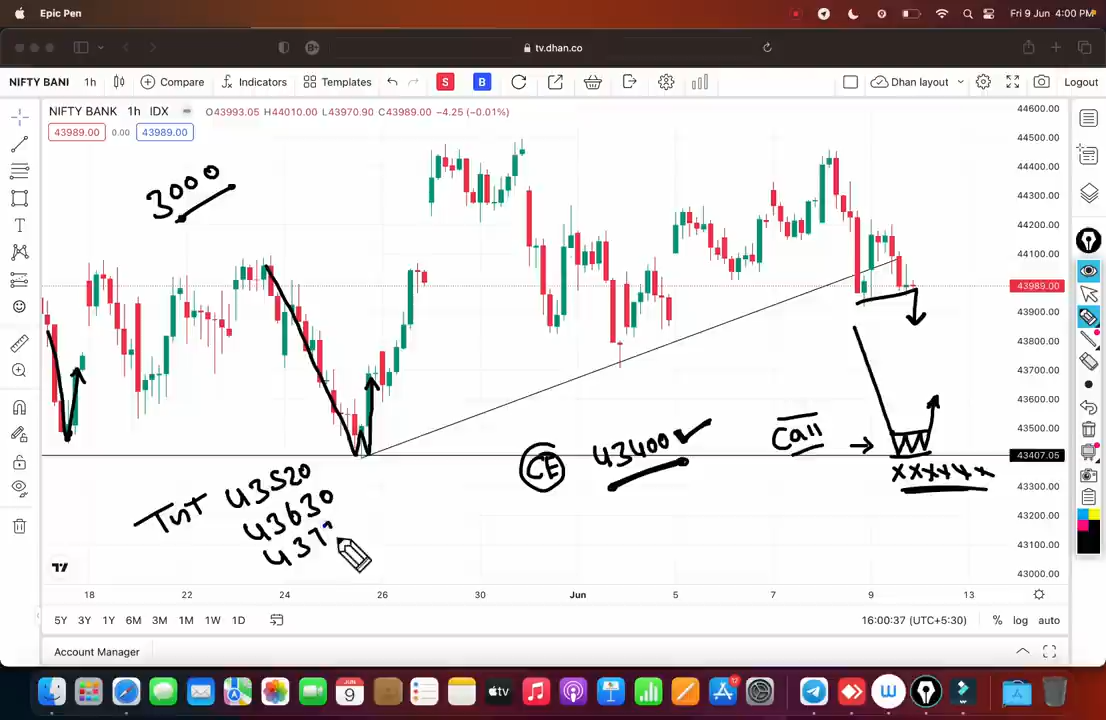 Epic Pen
Fri 9 Jun 4:00 PM
tv.dhan.co
NIFTY BANI 1h Compare Indicators Templates S B Dhan layout Logout
NIFTY BANK 1h IDX O43993.05 H44010.00 L43970.90 C43989.00 −4.25 (−0.01%)
43989.00 0.00 43989.00
3000
44600.00
44500.00
44400.00
44300.00
44200.00
44100.00
43989.00
43900.00
43800.00
43700.00
43600.00
43500.00
43407.05
43300.00
43200.00
43100.00
43000.00
Call
CE 43400
xxxxxxx
43520
43630
18 22 24 26 30 Jun 5 7 9 13
5Y 3Y 1Y 6M 3M 1M 1W 1D 16:00:37 (UTC+5:30) % log auto
Account Manager
JUN
9
tv